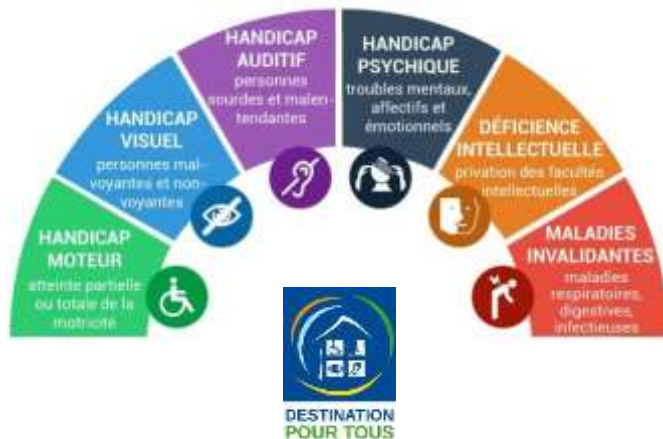 HANDICAP
MOTEUR
atteinte partielle
ou totale de la
motricité
HANDICAP
VISUEL
personnes mal-
voyantes et non-
voyantes
HANDICAP
AUDITIF
personnes
sourdes et malen-
tendantes
HANDICAP
PSYCHIQUE
troubles mentaux,
affectifs et
émotionnels
DÉFICIENCE
INTELLECTUELLE
privation des facultés
intellectuelles
MALADIES
INVALIDANTES
maladies
respiratoires,
digestives,
infectieuses
DESTINATION
POUR TOUS